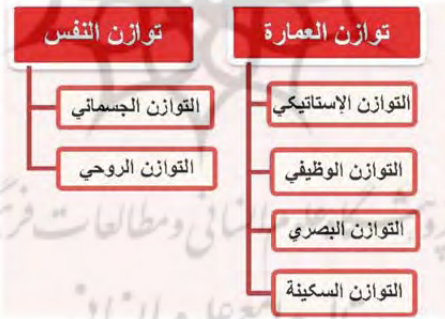 توازن العمارة
التوازن الإستاتيكي
التوازن الوظيفي
التوازن البصري
التوازن السكينة
توازن النفس
التوازن الجسماني
التوازن الروحي